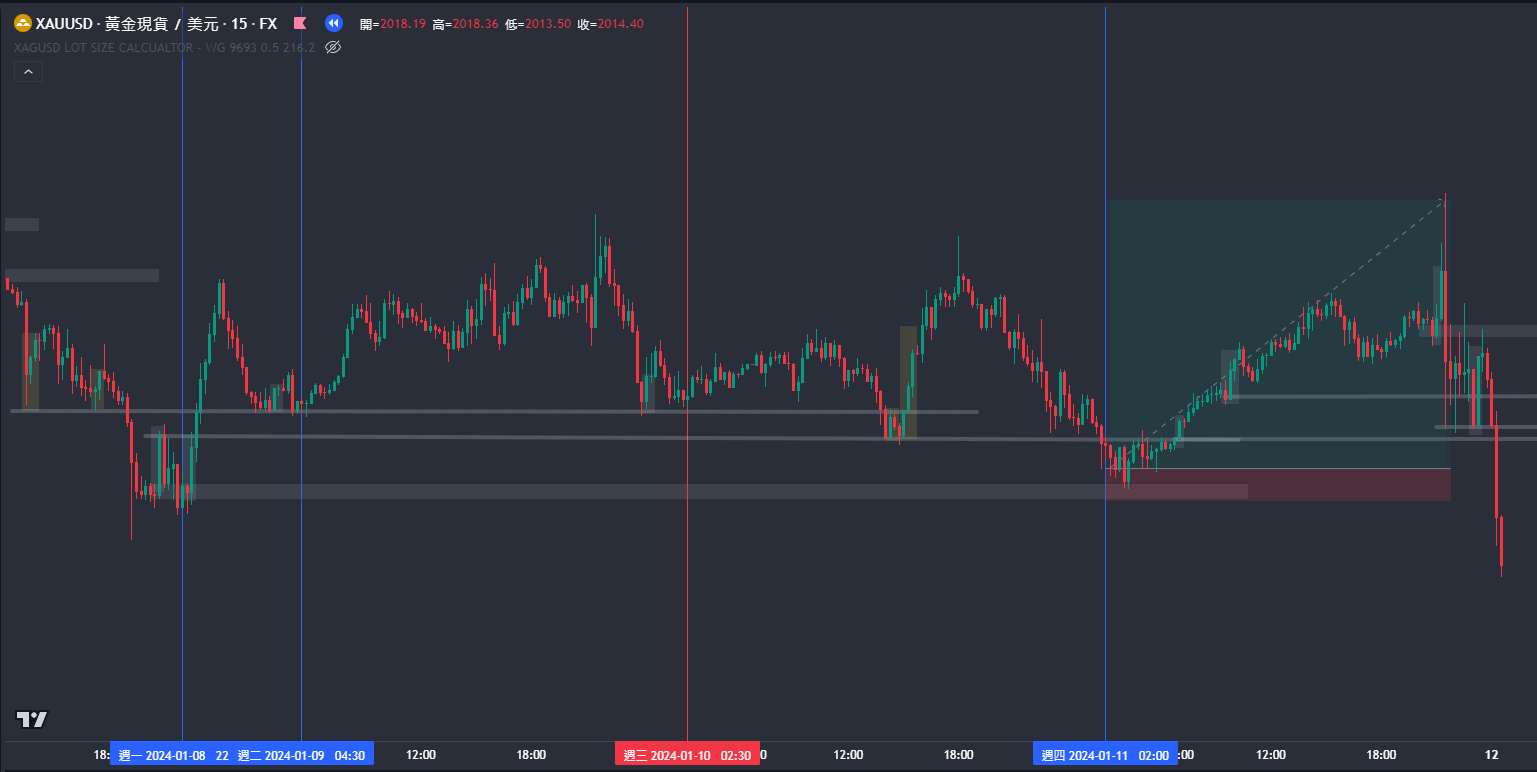 XAUUSD · 黃金現貨 / 美元 · 15 · FX 開=2018.19 高=2018.36 低=2013.50 收=2014.40
XAGUSD LOT SIZE CALCUALTOR - WG 9693 0.5 216.2
18: 週一 2024-01-08 22 週二 2024-01-09 04:30 12:00 18:00 週三 2024-01-10 02:30 0 12:00 18:00 週四 2024-01-11 02:00 :00 12:00 18:00 12